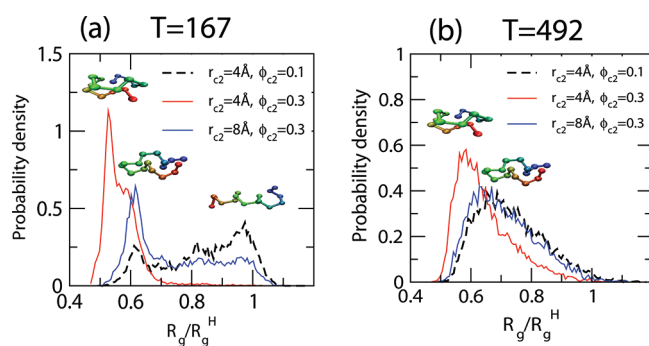 (a) T=167
Probability density
1.5
1
0.5
0
0.4 0.6 0.8 1
r_c2=4Å, ϕ_c2=0.1
r_c2=4Å, ϕ_c2=0.3
r_c2=8Å, ϕ_c2=0.3
R_g/R_g^H
(b) T=492
Probability density
1
0.8
0.6
0.4
0.2
0
0.4 0.6 0.8 1 1.2
r_c2=4Å, ϕ_c2=0.1
r_c2=4Å, ϕ_c2=0.3
r_c2=8Å, ϕ_c2=0.3
R_g/R_g^H